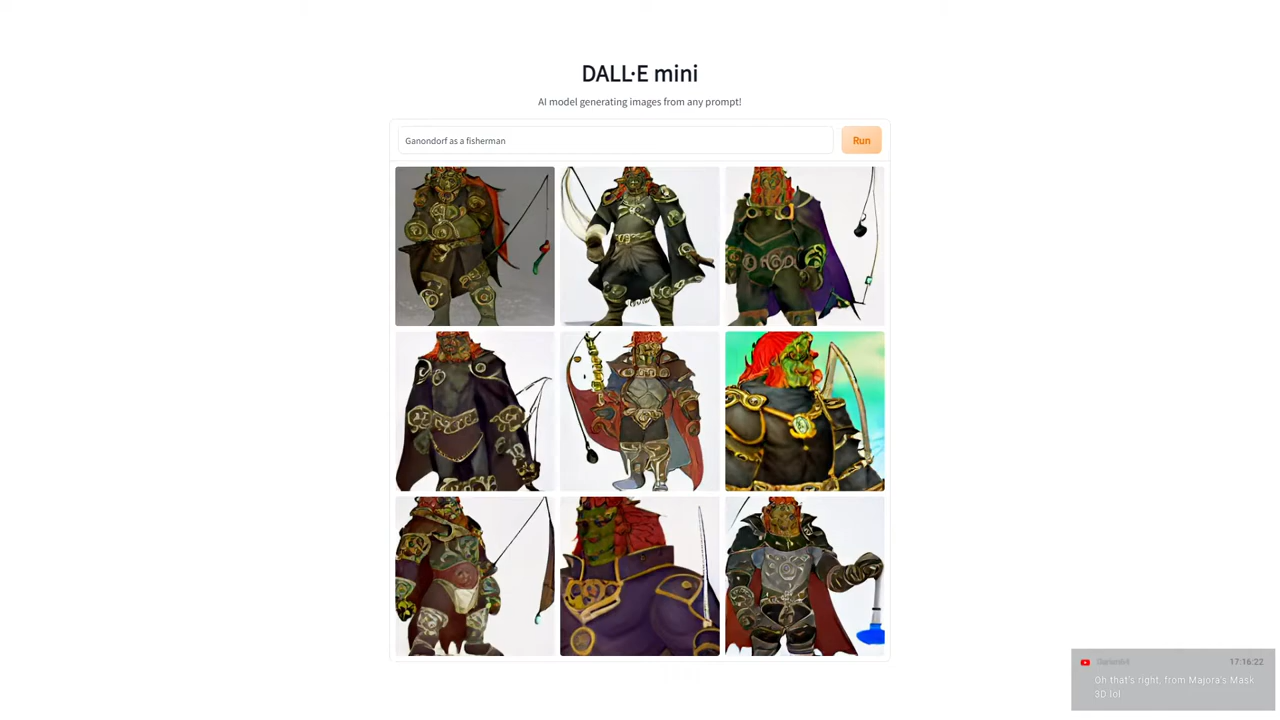 DALL·E mini
AI model generating images from any prompt!
Ganondorf as a fisherman
Run
17:16:22
Oh that's right, from Majora's Mask
3D lol